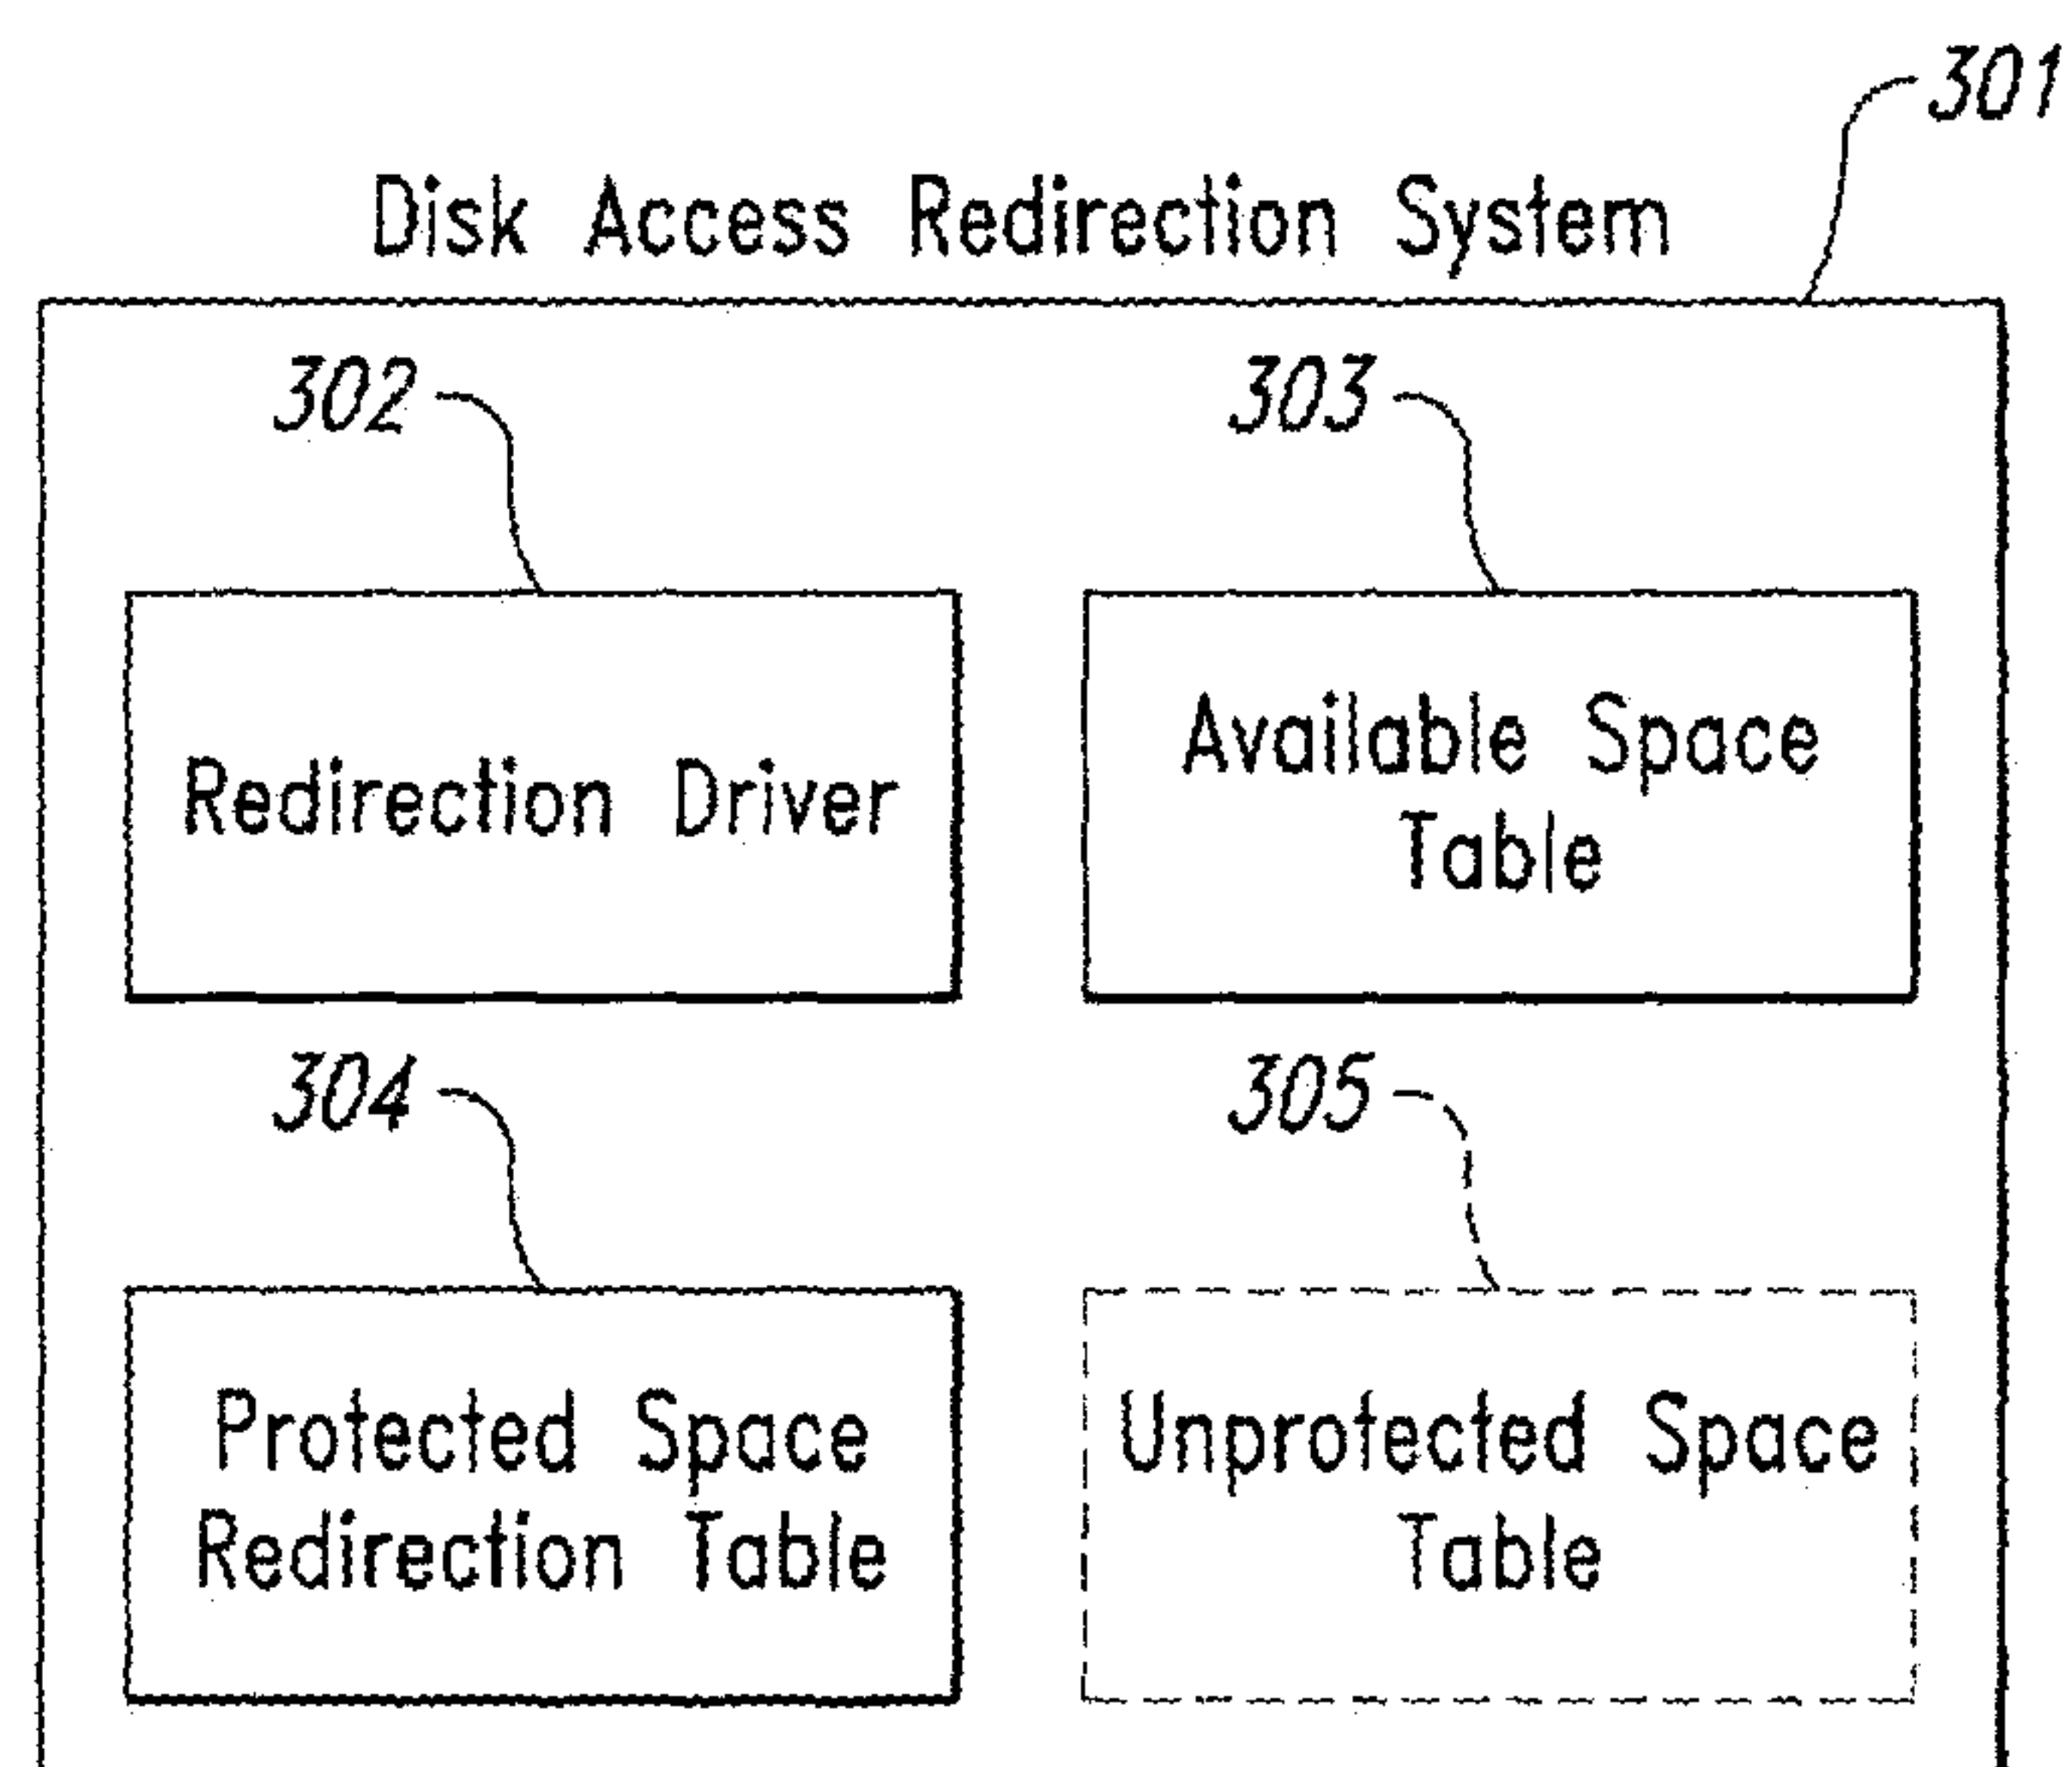 301
Disk Access Redirection System
302
303
Redirection Driver
Available Space
Table
304
305
Protected Space
Redirection Table
Unprotected Space
Table